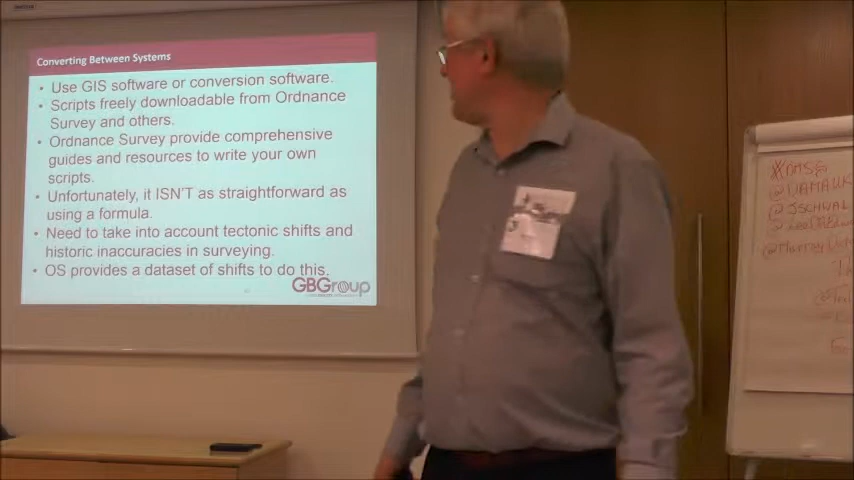 Converting Between Systems
• Use GIS software or conversion software.
• Scripts freely downloadable from Ordnance
Survey and others.
• Ordnance Survey provide comprehensive
guides and resources to write your own
scripts.
• Unfortunately, it ISN'T as straightforward as
using a formula.
• Need to take into account tectonic shifts and
historic inaccuracies in surveying.
• OS provides a dataset of shifts to do this.
GBGroup
@DAMAUK
@JSCHWAL